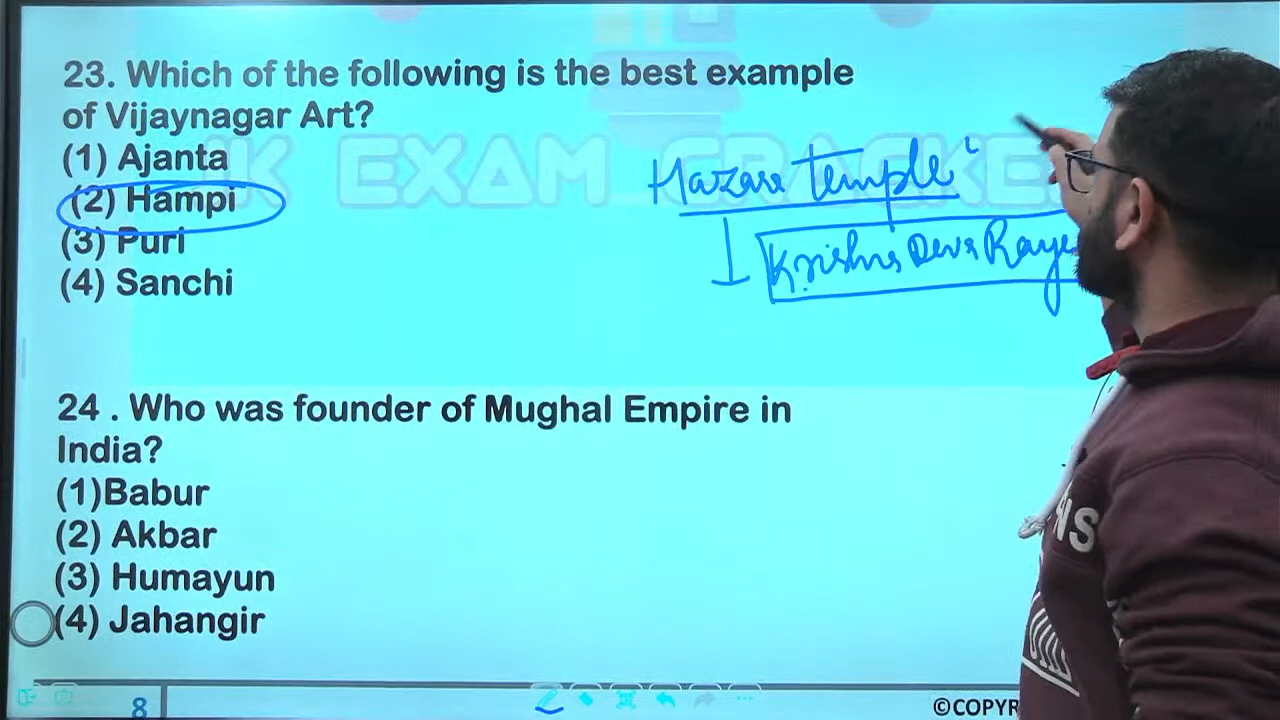 23. Which of the following is the best example
of Vijaynagar Art?
(1) Ajanta
(2) Hampi
(3) Puri
(4) Sanchi
EXAM CRACKE
Hazara temple
Krishna Deva Raya
24 . Who was founder of Mughal Empire in
India?
(1)Babur
(2) Akbar
(3) Humayun
(4) Jahangir
8
©COPYR